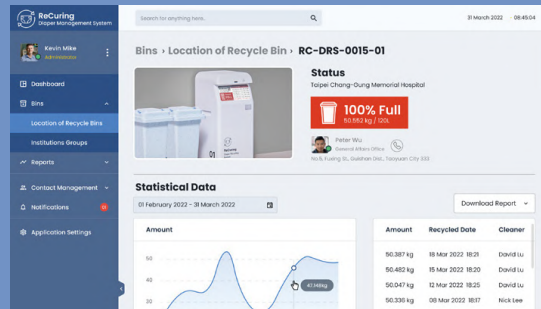 ReCuring
Diaper Management System
Search for anything here..
31 March 2022 - 08:45:04
Kevin Mike
Administrator
Dashboard
Bins
Location of Recycle Bins
Institutions Groups
Reports
Contact Management
Notifications
Application Settings
Bins › Location of Recycle Bin › RC-DRS-0015-01
01
Status
Taipei Chang-Gung Memorial Hospital
100% Full
50.552 kg / 120L
Peter Wu
General Affairs Office
No.5, Fuxing St., Guishan Dist., Taoyuan City 333
Statistical Data
01 February 2022 - 31 March 2022
Download Report
Amount
50
40
30
Amount Recycled Date Cleaner
50.387 kg 18 Mar 2022 18:21 David Lu
50.482 kg 15 Mar 2022 18:20 David Lu
50.047 kg 12 Mar 2022 18:25 David Lu
50.336 kg 08 Mar 2022 18:17 Nick Lee